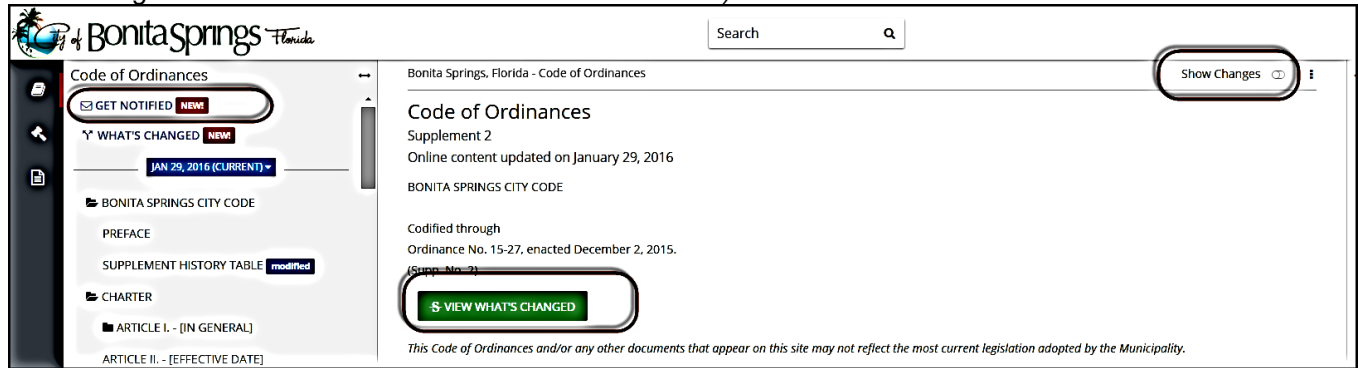 City of Bonita Springs Florida
Search
Code of Ordinances
GET NOTIFIED NEW!
WHAT'S CHANGED NEW!
JAN 29, 2016 (CURRENT)
BONITA SPRINGS CITY CODE
PREFACE
SUPPLEMENT HISTORY TABLE modified
CHARTER
ARTICLE I. - [IN GENERAL]
ARTICLE II. - [EFFECTIVE DATE]
Bonita Springs, Florida - Code of Ordinances
Show Changes
Code of Ordinances
Supplement 2
Online content updated on January 29, 2016
BONITA SPRINGS CITY CODE
Codified through
Ordinance No. 15-27, enacted December 2, 2015.
(Supp. No. 2)
S VIEW WHAT'S CHANGED
This Code of Ordinances and/or any other documents that appear on this site may not reflect the most current legislation adopted by the Municipality.